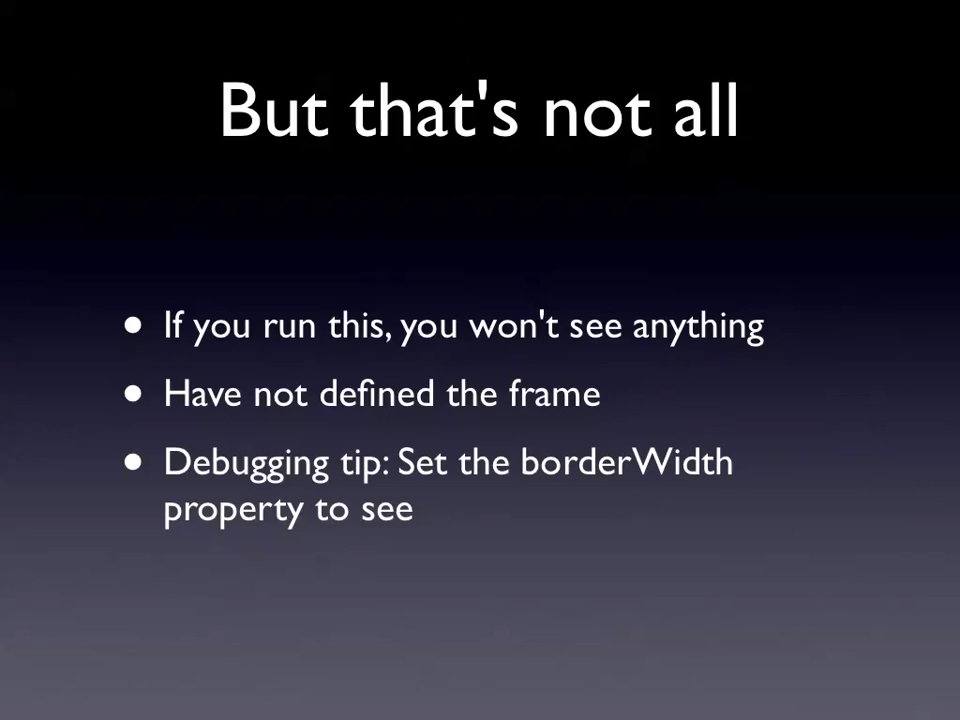 But that's not all
• If you run this, you won't see anything
• Have not defined the frame
• Debugging tip: Set the borderWidth
property to see